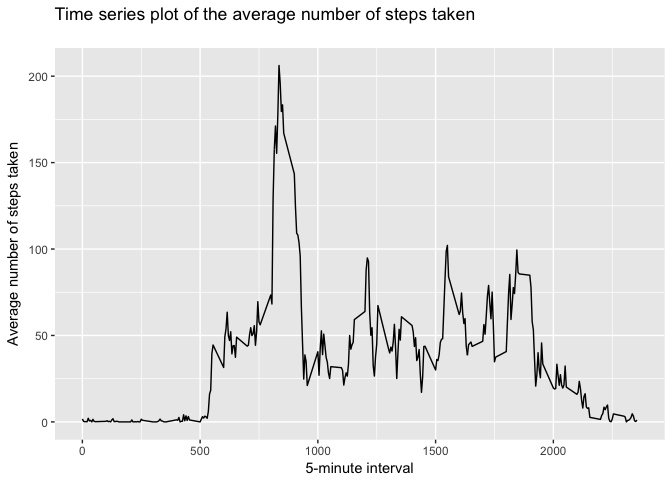 Time series plot of the average number of steps taken
Average number of steps taken
200
150
100
50
0
0 500 1000 1500 2000
5-minute interval